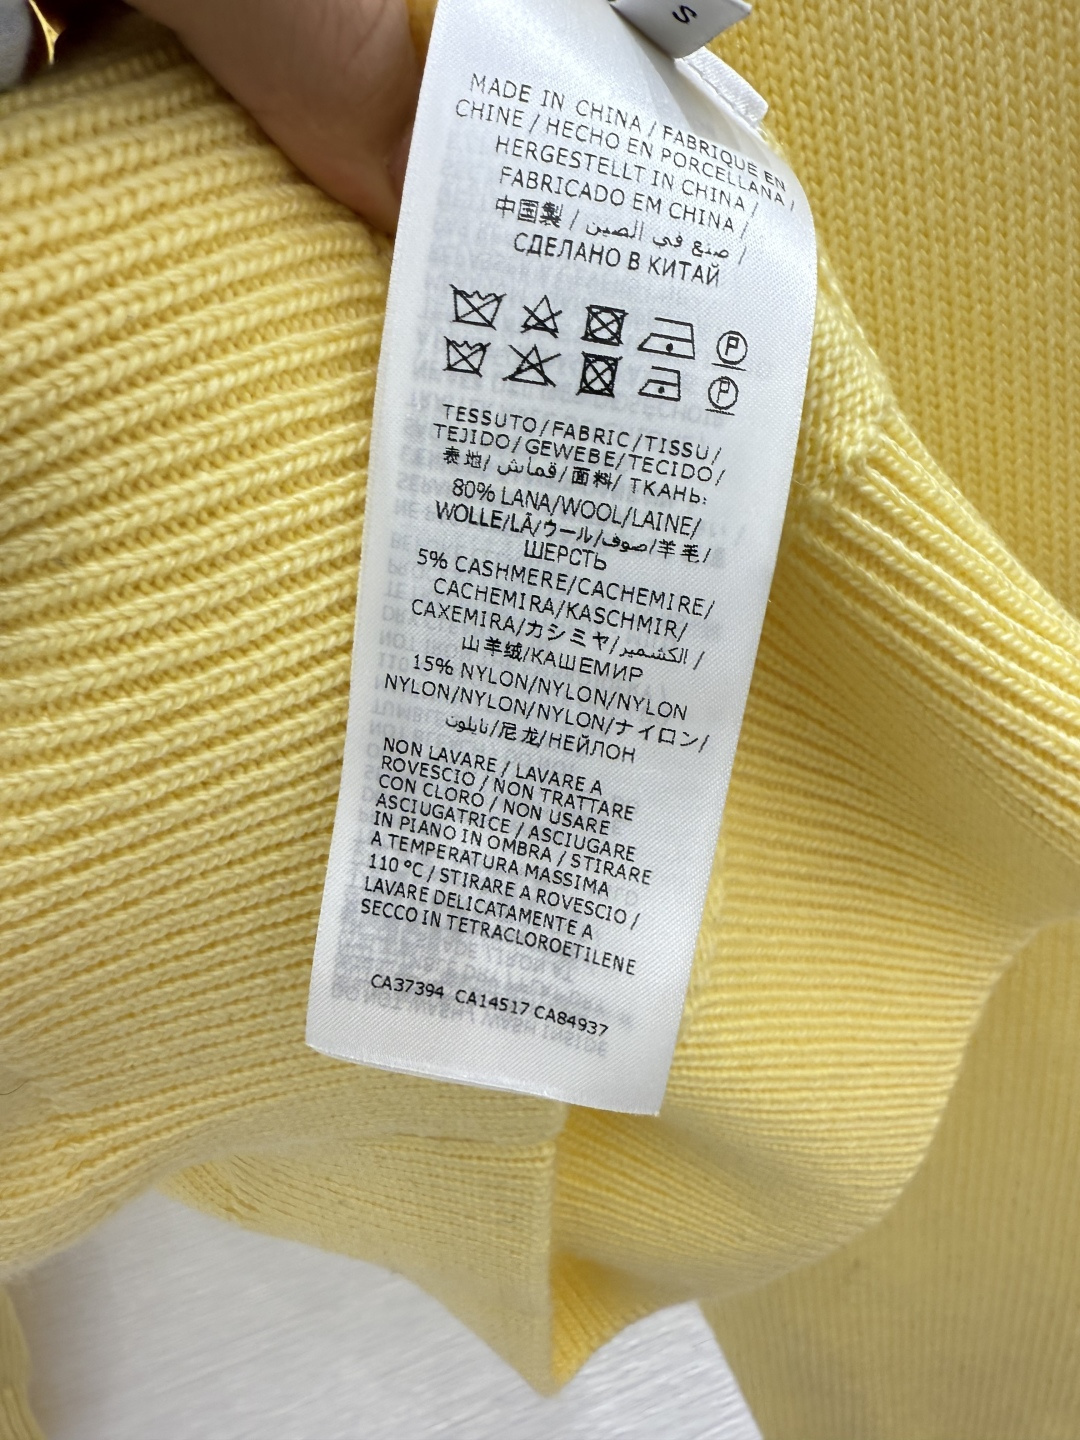 S
MADE IN CHINA / FABRIQUÉ EN
CHINE / HECHO EN PORCELLANA /
HERGESTELLT IN CHINA /
FABRICADO EM CHINA /
中国製 / صنع في الصين /
СДЕЛАНО В КИТАЙ
P
P
TESSUTO/FABRIC/TISSU/
TEJIDO/GEWEBE/TECIDO/
表地/ قماش/面料/ ТКАНЬ:
80% LANA/WOOL/LAINE/
WOLLE/LÃ/ウール/صوف/羊毛/
ШЕРСТЬ
5% CASHMERE/CACHEMIRE/
CACHEMIRA/KASCHMIR/
CAXEMIRA/カシミヤ/الكشمير/
山羊绒/КАШЕМИР
15% NYLON/NYLON/NYLON
NYLON/NYLON/NYLON/ナイロン/
نايلون/尼龙/НЕЙЛОН
NON LAVARE / LAVARE A
ROVESCIO / NON TRATTARE
CON CLORO / NON USARE
ASCIUGATRICE / ASCIUGARE
IN PIANO IN OMBRA / STIRARE
A TEMPERATURA MASSIMA
110 °C / STIRARE A ROVESCIO /
LAVARE DELICATAMENTE A
SECCO IN TETRACLOROETILENE
CA37394 CA14517 CA84937